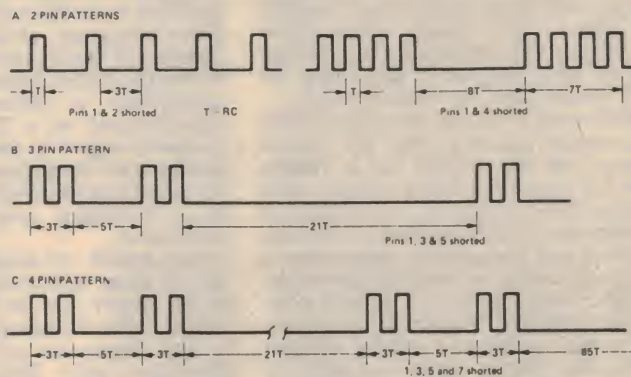 A 2 PIN PATTERNS
T
3T
T
8T
7T
Pins 1 & 2 shorted
T - RC
Pins 1 & 4 shorted
B 3 PIN PATTERN
3T
5T
21T
Pins 1, 3 & 5 shorted
C 4 PIN PATTERN
3T
5T
3T
21T
3T
5T
3T
85T
1, 3, 5 and 7 shorted